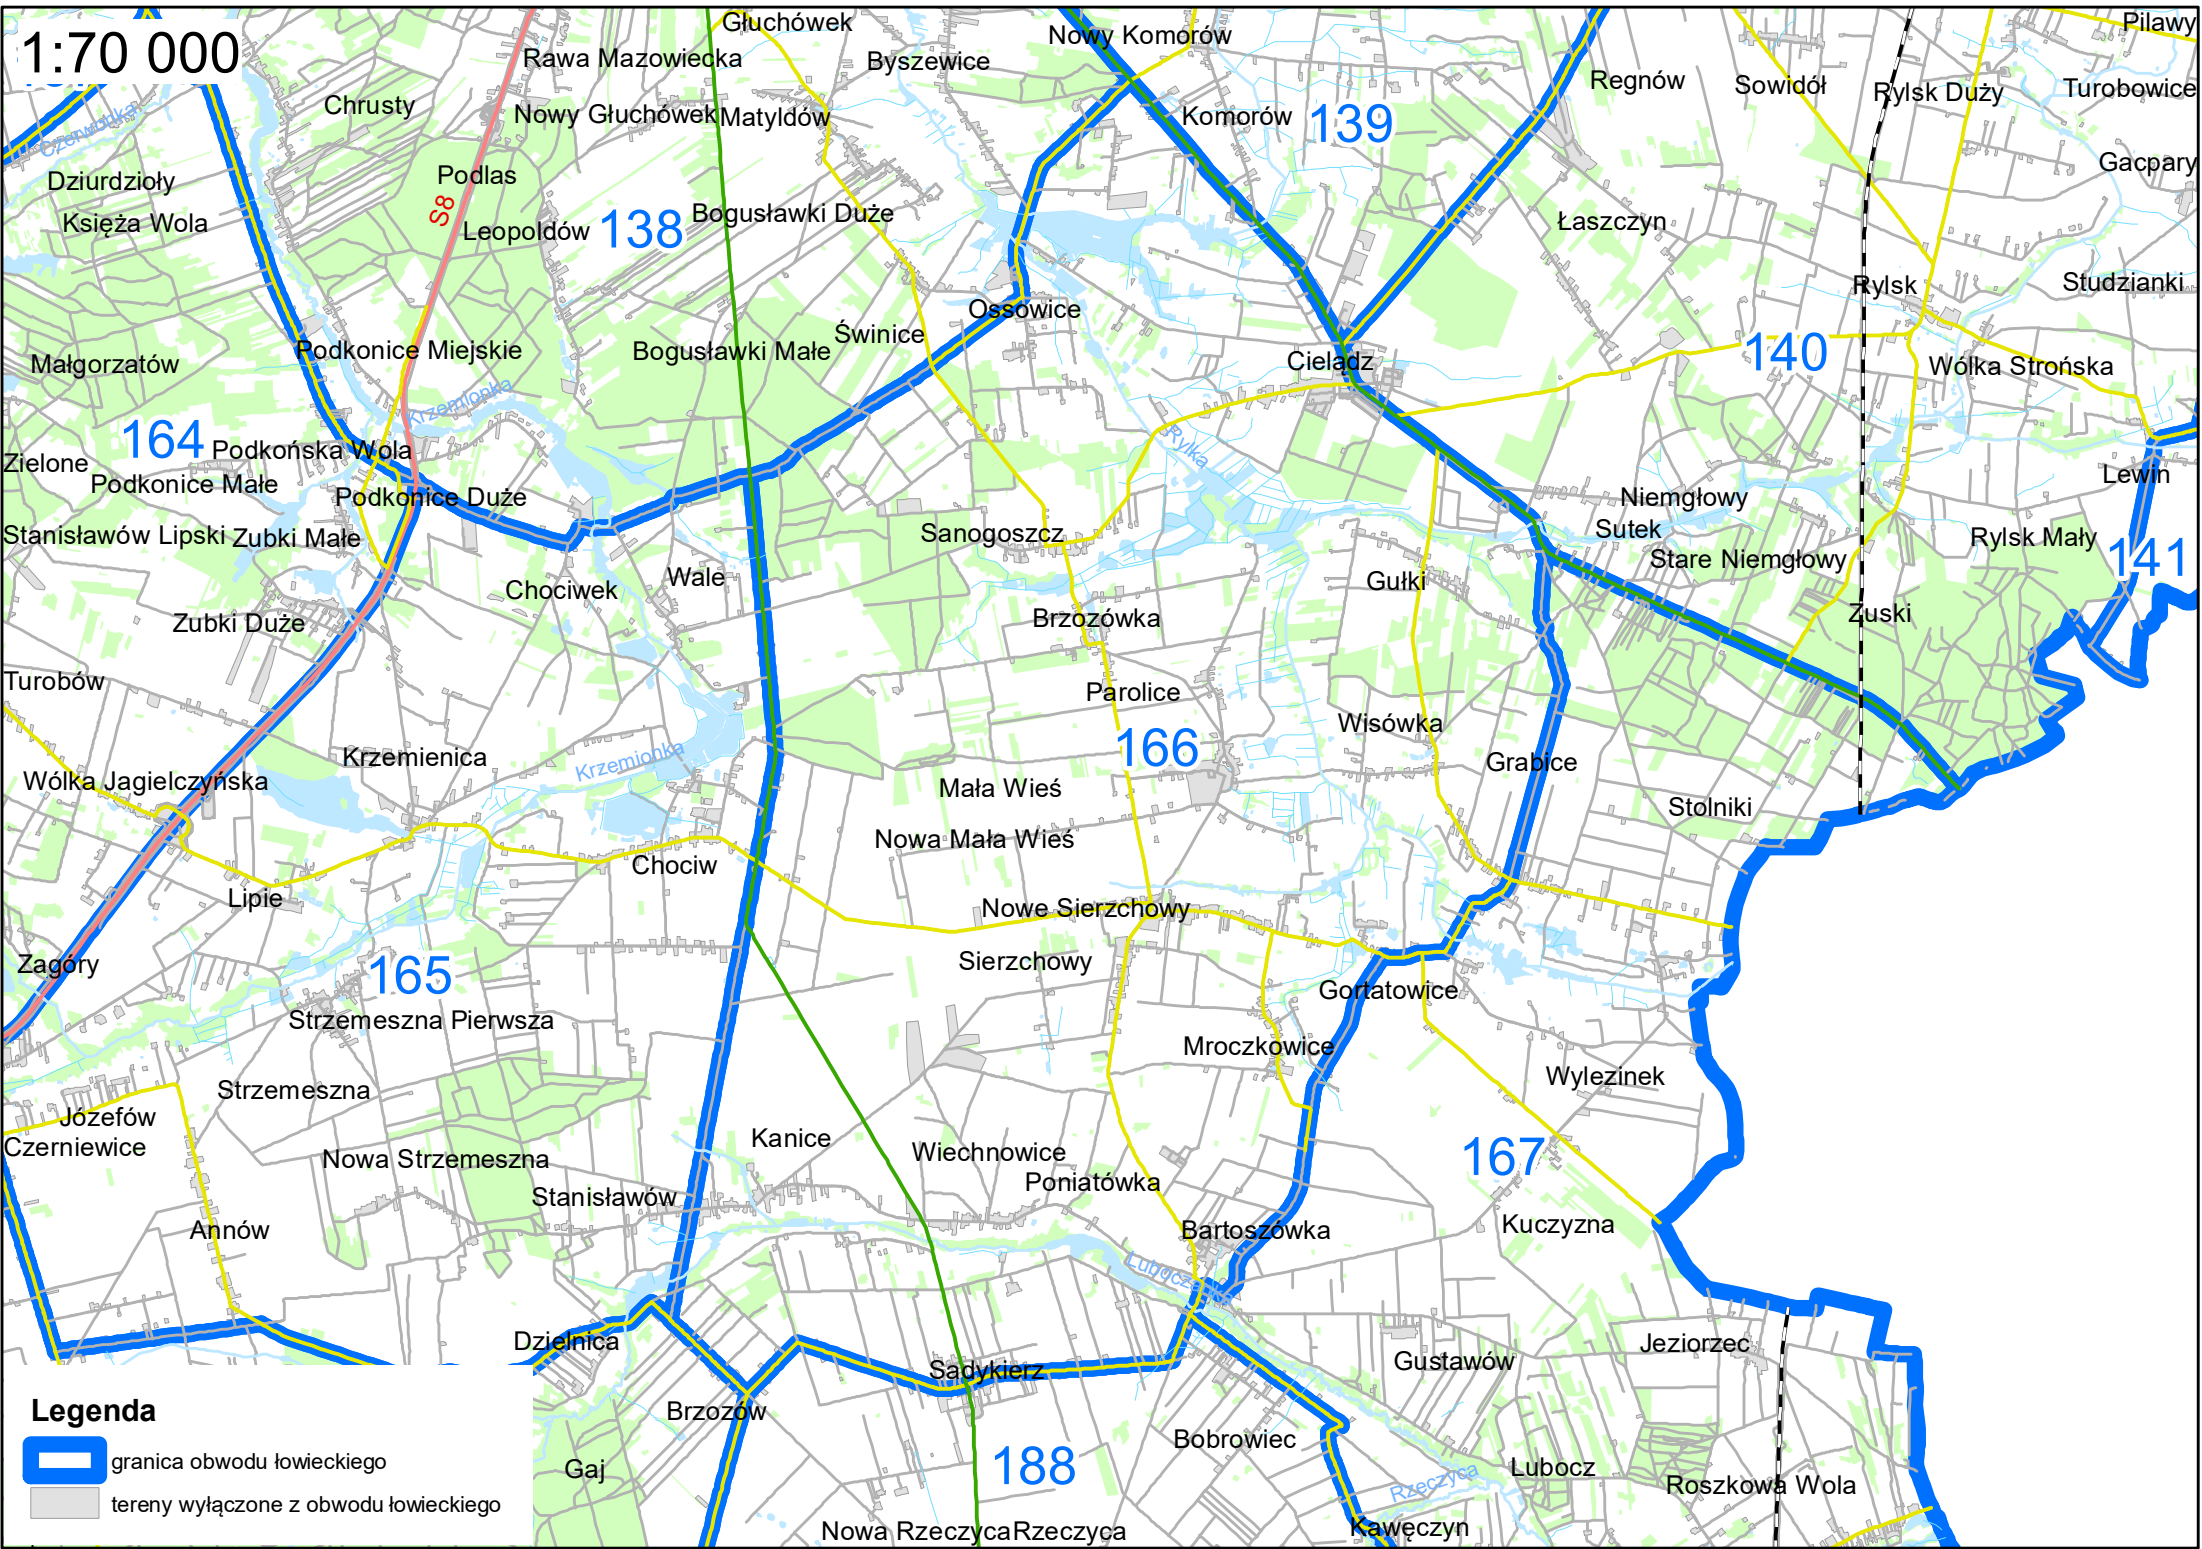 1:70 000
Głuchówek
Nowy Komorów
Pilawy
Rawa Mazowiecka
Byszewice
Regnów
Sowidół
Rylsk Duży
Turobowice
Chrusty
Nowy Głuchówek
Matyldów
Komorów
139
Czerwonka
Gacpary
Dziurdzioły
Podlas
S8
Księża Wola
Leopoldów
138
Bogusławki Duże
Łaszczyn
Rylsk
Studzianki
Ossowice
Świnice
Małgorzatów
Podkonice Miejskie
Bogusławki Małe
Cielądz
140
Wólka Strońska
Krzemionka
164
Podkońska Wola
Rylka
Zielone
Podkonice Małe
Podkonice Duże
Niemgłowy
Lewin
Stanisławów Lipski
Zubki Małe
Sanogoszcz
Sutek
Rylsk Mały
Stare Niemgłowy
141
Chociwek
Wale
Gułki
Zubki Duże
Brzozówka
Zuski
Turobów
Parolice
Wisówka
166
Krzemienica
Krzemionka
Grabice
Wólka Jagielczyńska
Mała Wieś
Stolniki
Nowa Mała Wieś
Chociw
Lipie
Nowe Sierzchowy
Zagóry
165
Sierzchowy
Gortatowice
Strzemeszna Pierwsza
Mroczkowice
Strzemeszna
Wylezinek
Józefów
Czerniewice
Kanice
Nowa Strzemeszna
Wiechnowice
167
Stanisławów
Poniatówka
Annów
Bartoszówka
Kuczyzna
Dzielnica
Sadykierz
Gustawów
Jeziorzec
Brzozów
Bobrowiec
188
Gaj
Lubocz
Rzeczyca
Roszkowa Wola
Nowa Rzeczyca
Rzeczyca
Kawęczyn
Legenda
granica obwodu łowieckiego
tereny wyłączone z obwodu łowieckiego